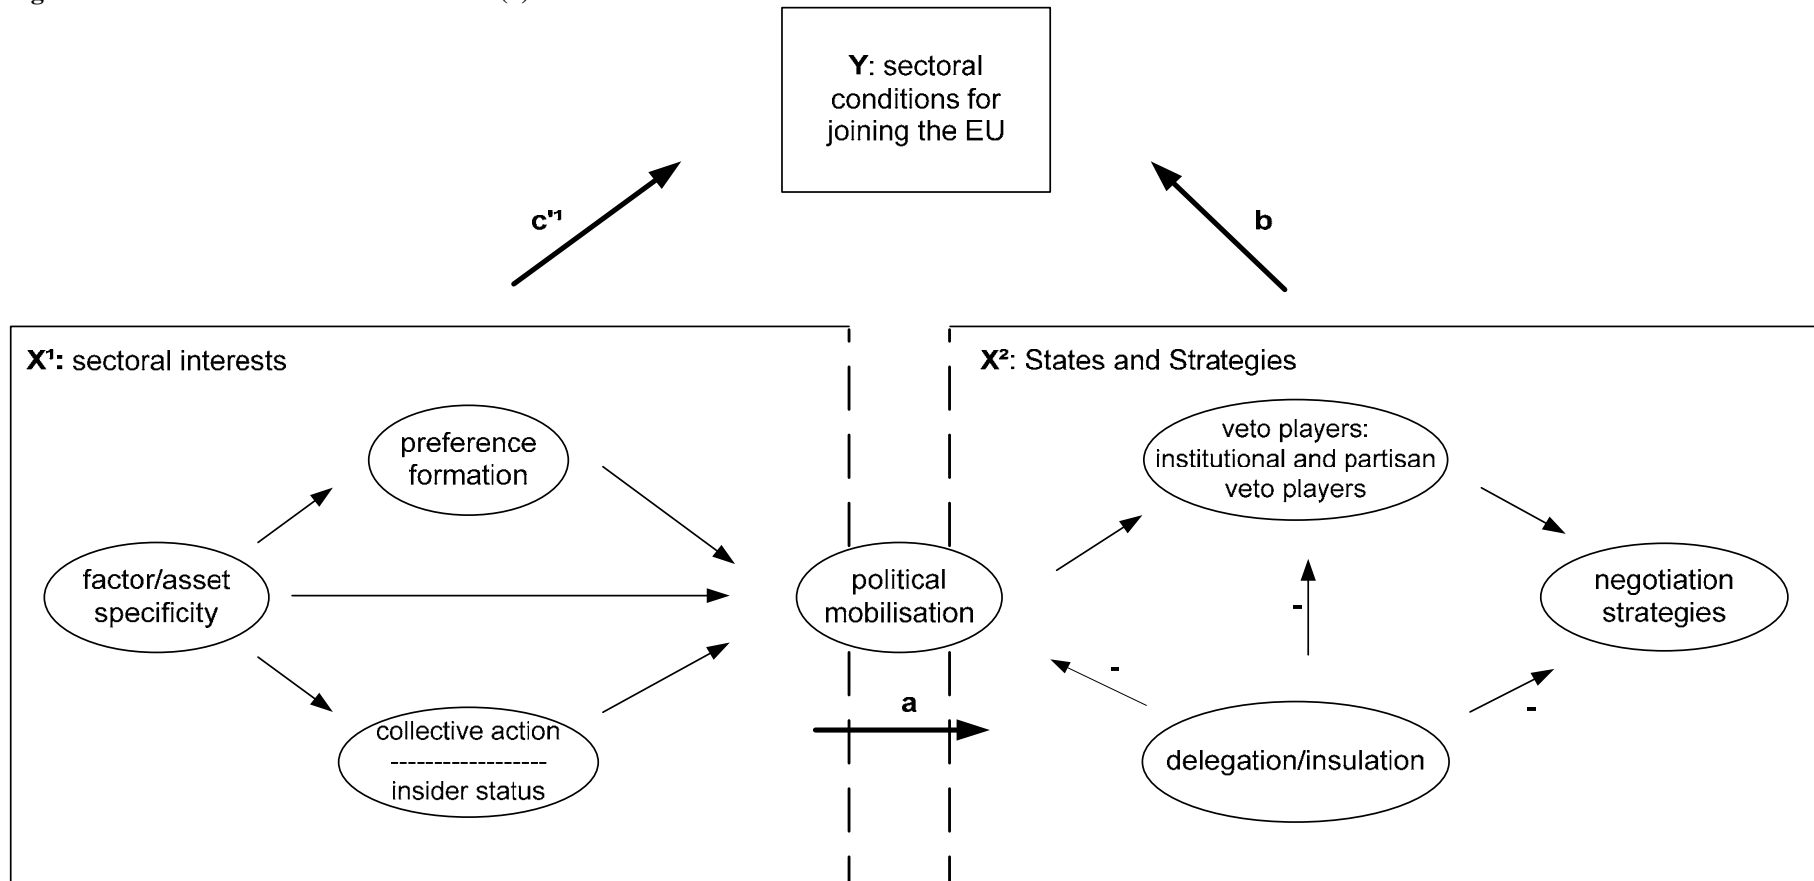 Y: sectoral
conditions for
joining the EU
c'¹
b
X¹: sectoral interests
X²: States and Strategies
preference
formation
veto players:
institutional and partisan
veto players
factor/asset
specificity
political
mobilisation
-
negotiation
strategies
-
a
-
collective action
------------------
insider status
delegation/insulation